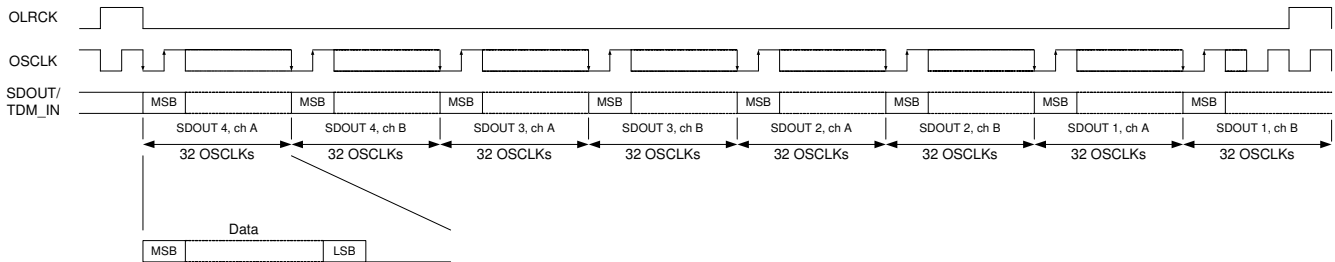 OLRCK
OSCLK
SDOUT/
TDM_IN
MSB MSB MSB MSB MSB MSB MSB MSB
SDOUT 4, ch A SDOUT 4, ch B SDOUT 3, ch A SDOUT 3, ch B SDOUT 2, ch A SDOUT 2, ch B SDOUT 1, ch A SDOUT 1, ch B
32 OSCLKs 32 OSCLKs 32 OSCLKs 32 OSCLKs 32 OSCLKs 32 OSCLKs 32 OSCLKs 32 OSCLKs
Data
MSB LSB